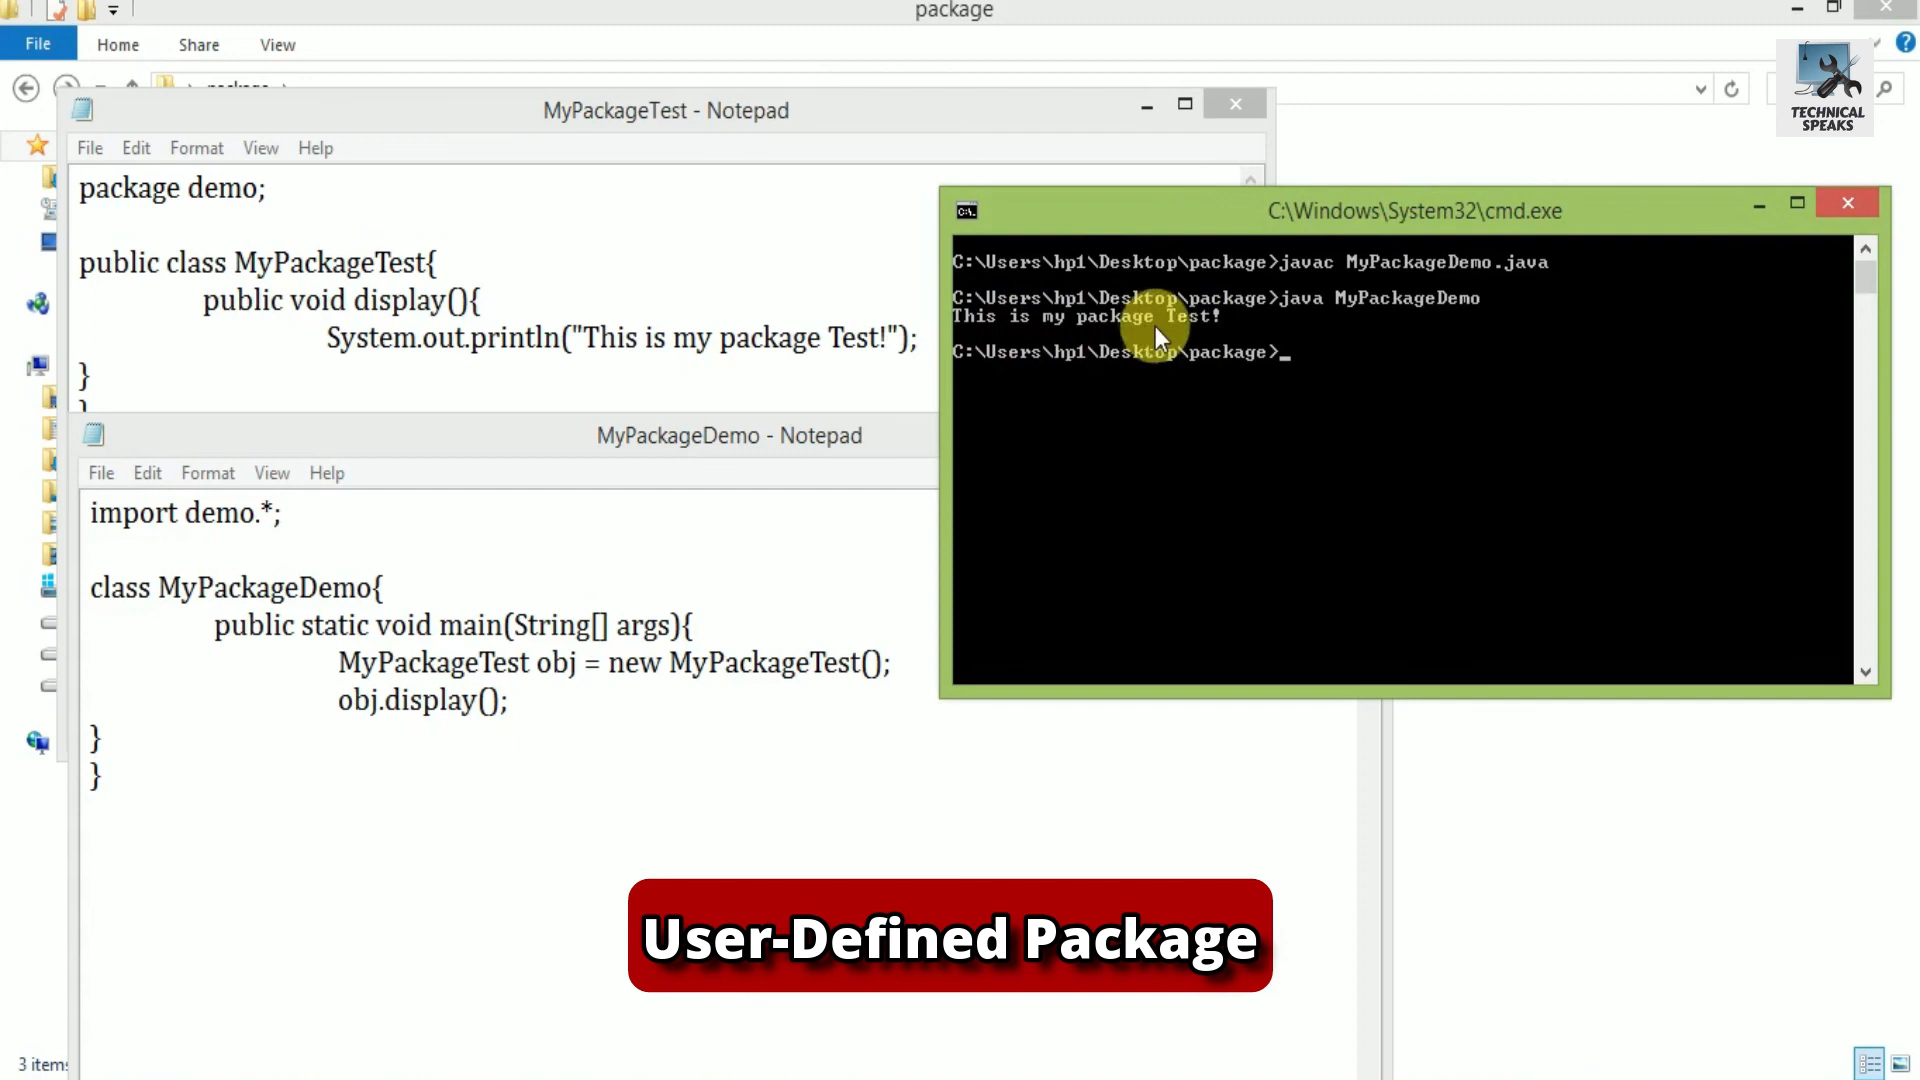 package
File
Home
Share
View
TECHNICAL
SPEAKS
MyPackageTest - Notepad
File Edit Format View Help
package demo;
public class MyPackageTest{
public void display(){
System.out.println("This is my package Test!");
}
}
C:\Windows\System32\cmd.exe
C:\Users\hp1\Desktop\package>javac MyPackageDemo.java
C:\Users\hp1\Desktop\package>java MyPackageDemo
This is my package Test!
C:\Users\hp1\Desktop\package>_
MyPackageDemo - Notepad
File Edit Format View Help
import demo.*;
class MyPackageDemo{
public static void main(String[] args){
MyPackageTest obj = new MyPackageTest();
obj.display();
}
}
User-Defined Package
3 items